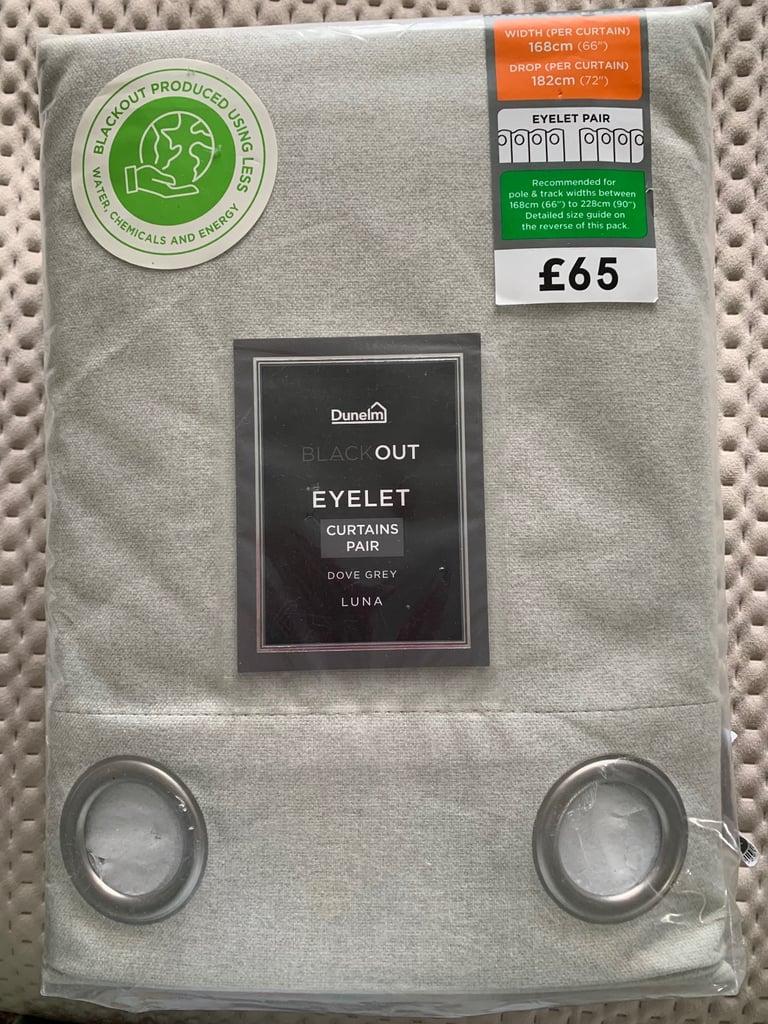 BLACKOUT PRODUCED USING LESS
WATER, CHEMICALS AND ENERGY
WIDTH (PER CURTAIN)
168cm (66")
DROP (PER CURTAIN)
182cm (72")
EYELET PAIR
Recommended for
pole & track widths between
168cm (66") to 228cm (90")
Detailed size guide on
the reverse of this pack.
£65
Dunelm
BLACKOUT
EYELET
CURTAINS
PAIR
DOVE GREY
LUNA